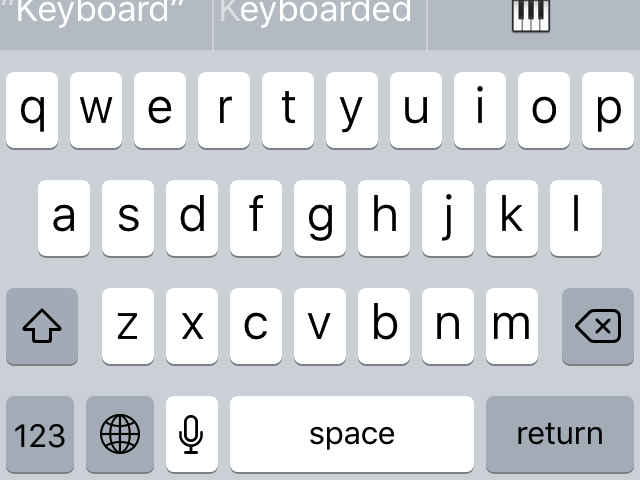 “Keyboard” Keyboarded
q w e r t y u i o p
a s d f g h j k l
z x c v b n m
123 space return